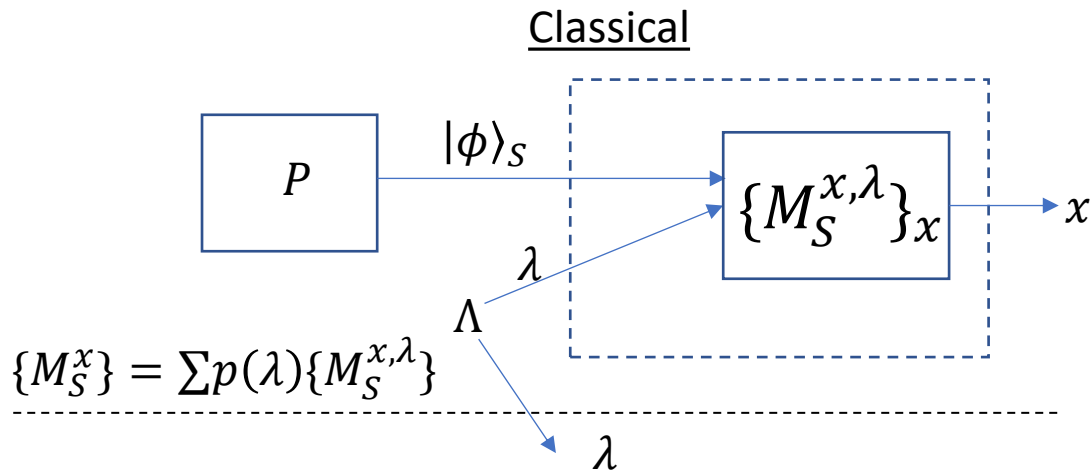 Classical
P
|ϕ⟩_S
{M_S^{x,λ}}_x
x
λ
Λ
{M_S^x} = ∑p(λ){M_S^{x,λ}}
λ